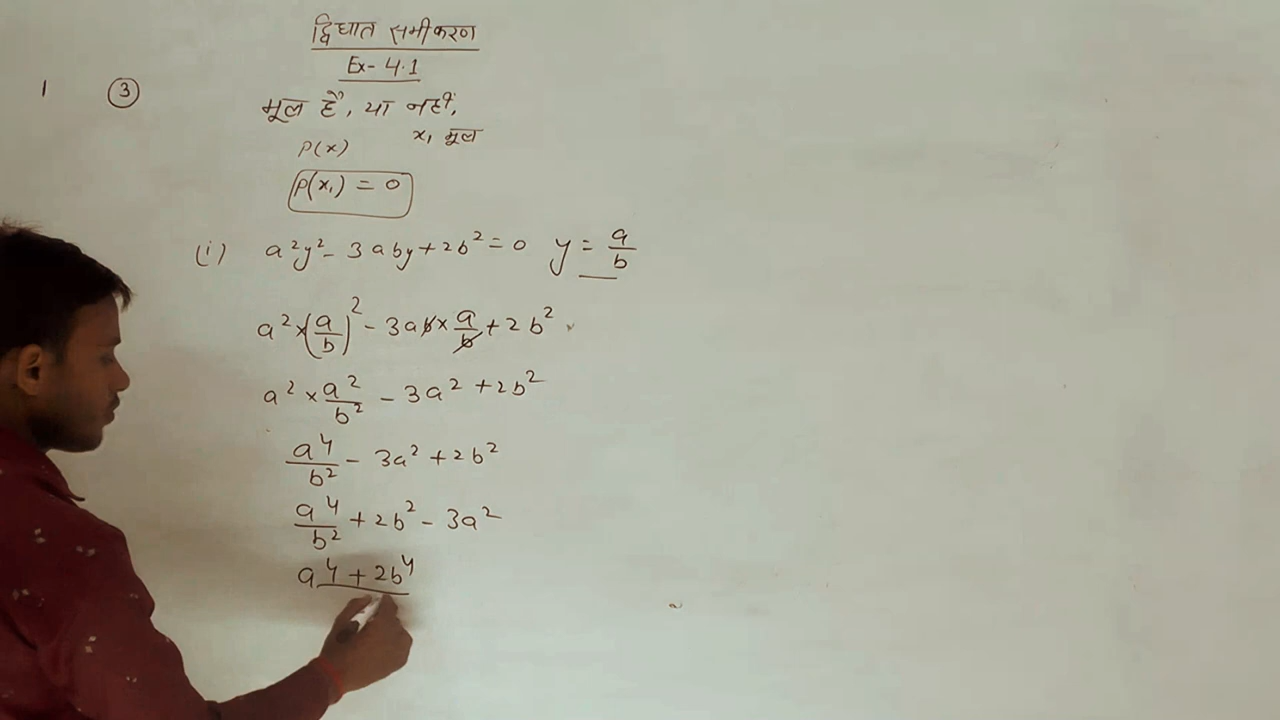 द्विघात समीकरण
Ex- 4.1
1 ③
मूल है, या नहीं,
x₁ मूल
P(x)
P(x₁) = 0
(i) a²y² - 3aby + 2b² = 0 y = a/b
a² × (a/b)² - 3ab × a/b + 2b²
a² × a²/b² - 3a² + 2b²
a⁴/b² - 3a² + 2b²
a⁴/b² + 2b² - 3a²
a⁴ + 2b⁴